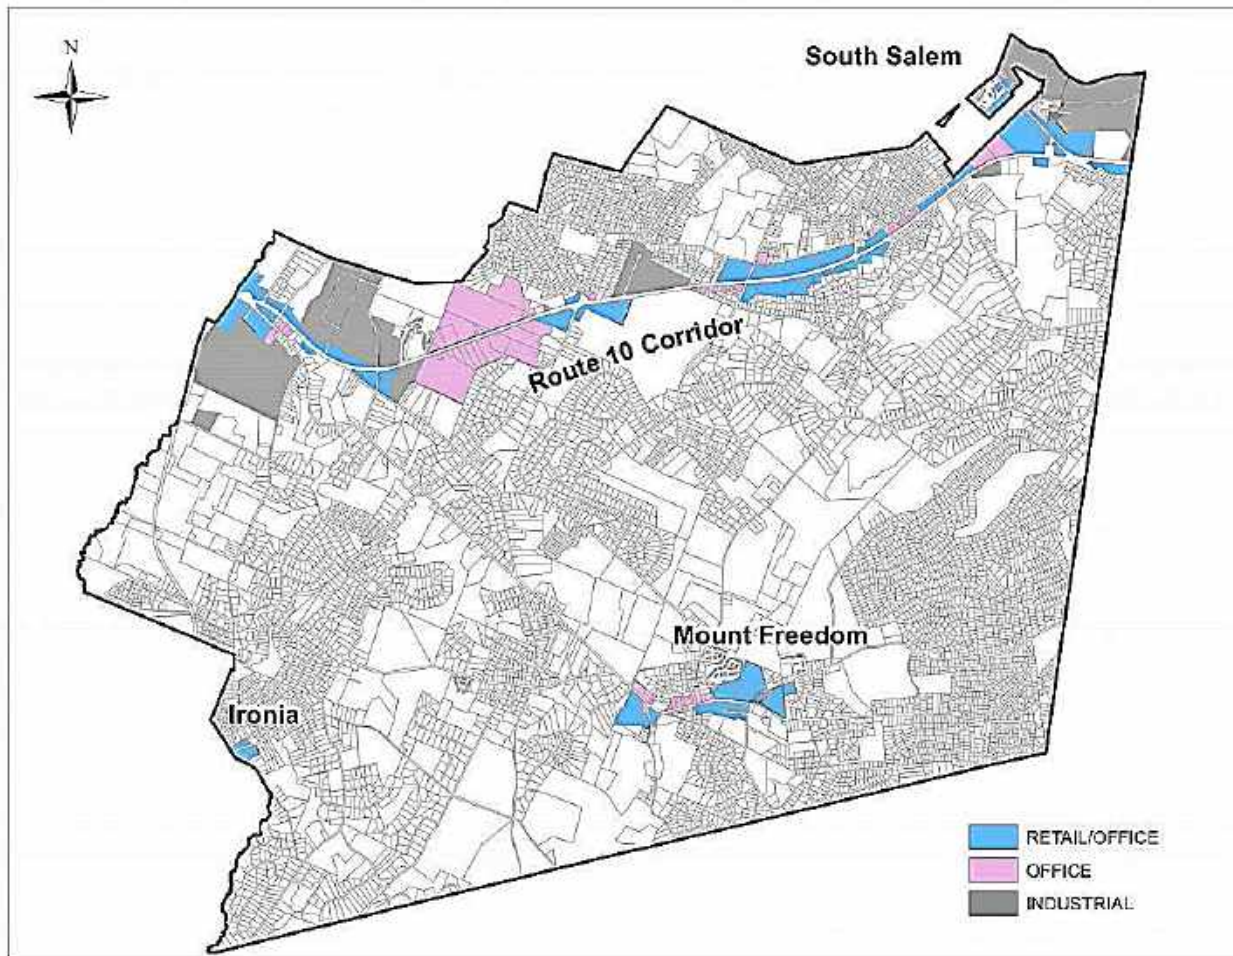 N
South Salem
Route 10 Corridor
Mount Freedom
Ironia
RETAIL/OFFICE
OFFICE
INDUSTRIAL